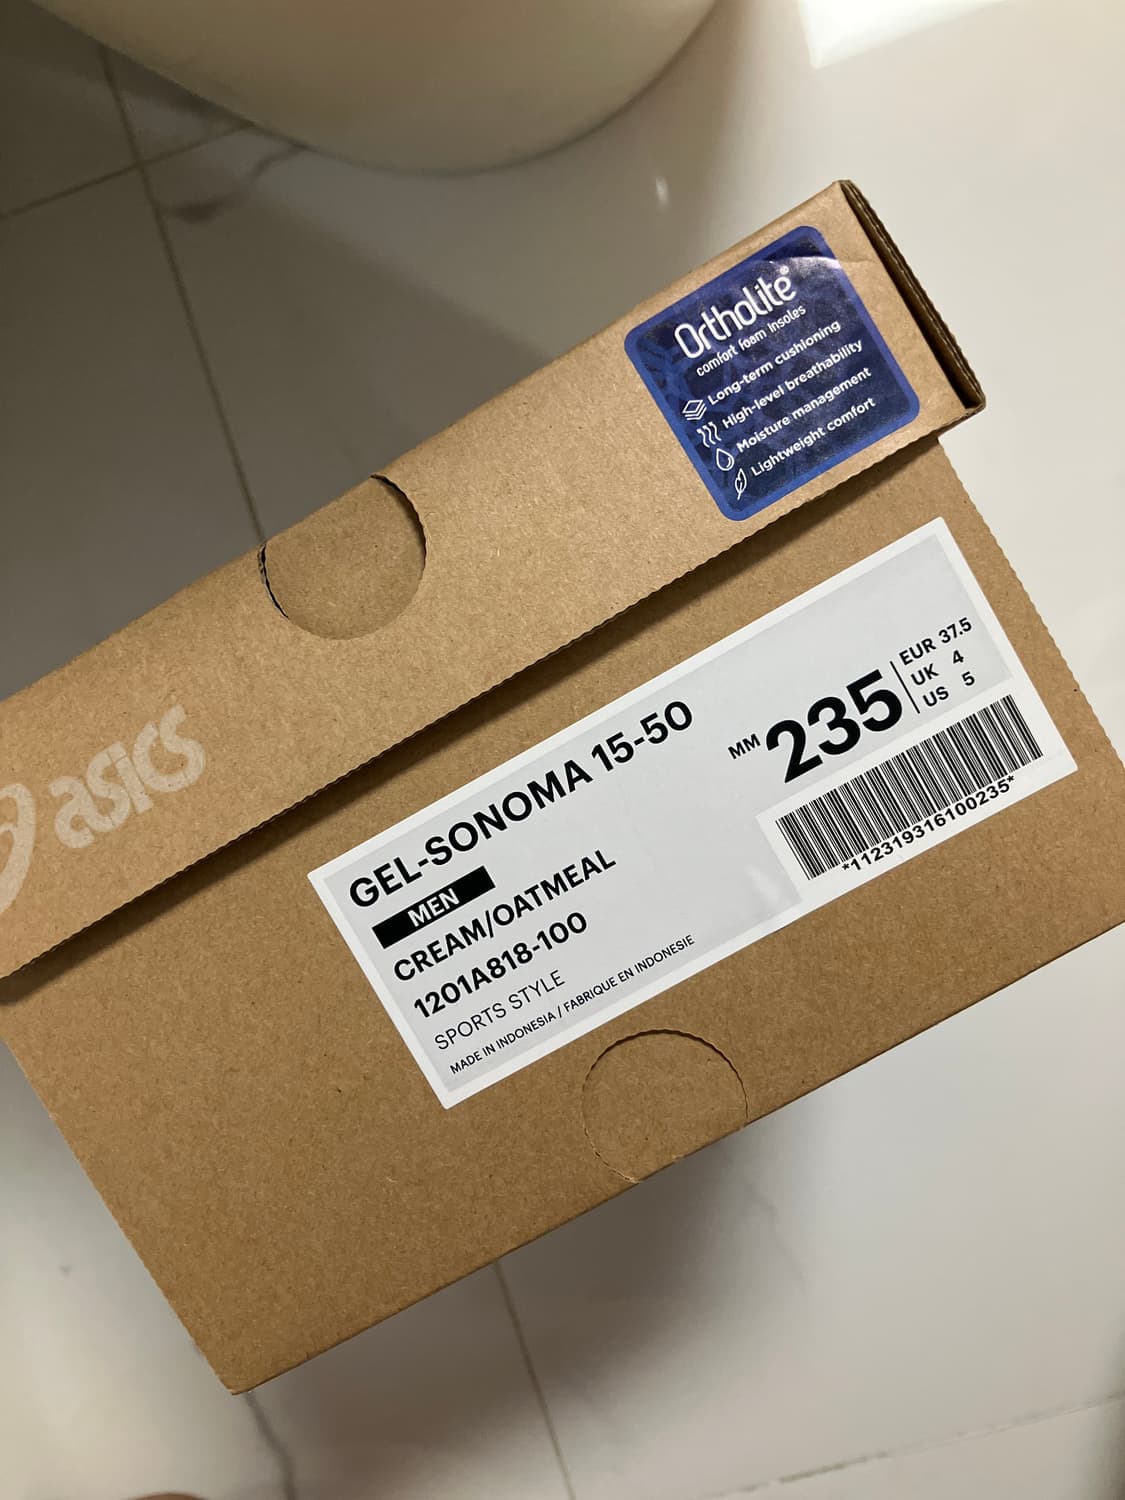 OrthoLite®
comfort foam insoles
Long-term cushioning
High-level breathability
Moisture management
Lightweight comfort
asics
GEL-SONOMA 15-50
MEN
CREAM/OATMEAL
1201A818-100
SPORTS STYLE
MADE IN INDONESIA / FABRIQUE EN INDONESIE
MM 235
EUR 37.5
UK 4
US 5
*112319316100235*